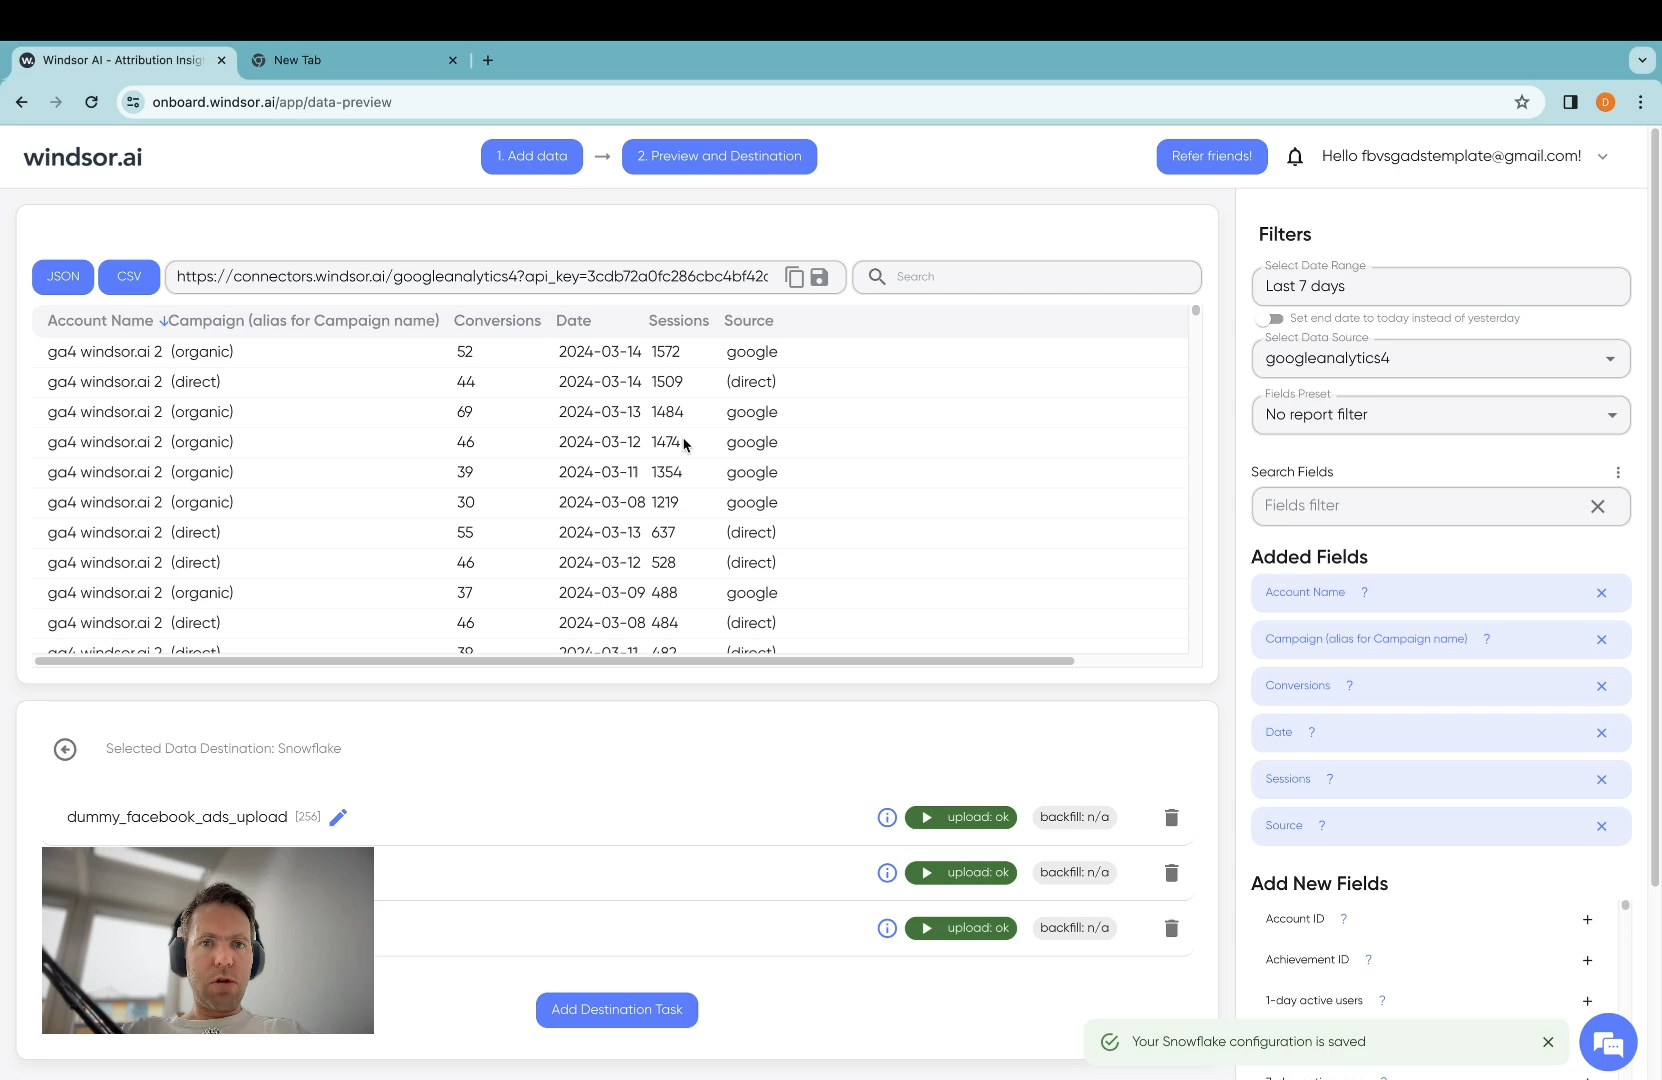 Windsor AI - Attribution Insig
New Tab
onboard.windsor.ai/app/data-preview
windsor.ai
1. Add data → 2. Preview and Destination
Refer friends!
Hello fbvsgadstemplate@gmail.com!
JSON CSV https://connectors.windsor.ai/googleanalytics4?api_key=3cdb72a0fc286cbc4bf42c Search
Account Name Campaign (alias for Campaign name) Conversions Date Sessions Source
ga4 windsor.ai 2 (organic) 52 2024-03-14 1572 google
ga4 windsor.ai 2 (direct) 44 2024-03-14 1509 (direct)
ga4 windsor.ai 2 (organic) 69 2024-03-13 1484 google
ga4 windsor.ai 2 (organic) 46 2024-03-12 1474 google
ga4 windsor.ai 2 (organic) 39 2024-03-11 1354 google
ga4 windsor.ai 2 (organic) 30 2024-03-08 1219 google
ga4 windsor.ai 2 (direct) 55 2024-03-13 637 (direct)
ga4 windsor.ai 2 (direct) 46 2024-03-12 528 (direct)
ga4 windsor.ai 2 (organic) 37 2024-03-09 488 google
ga4 windsor.ai 2 (direct) 46 2024-03-08 484 (direct)
ga4 windsor.ai 2 (direct) 39 2024-03-11 482 (direct)
Selected Data Destination: Snowflake
dummy_facebook_ads_upload [256] upload: ok backfill: n/a
upload: ok backfill: n/a
upload: ok backfill: n/a
Add Destination Task
Filters
Select Date Range
Last 7 days
Set end date to today instead of yesterday
Select Data Source
googleanalytics4
Fields Preset
No report filter
Search Fields
Fields filter
Added Fields
Account Name ?
Campaign (alias for Campaign name) ?
Conversions ?
Date ?
Sessions ?
Source ?
Add New Fields
Account ID ?
Achievement ID ?
1-day active users ?
Your Snowflake configuration is saved